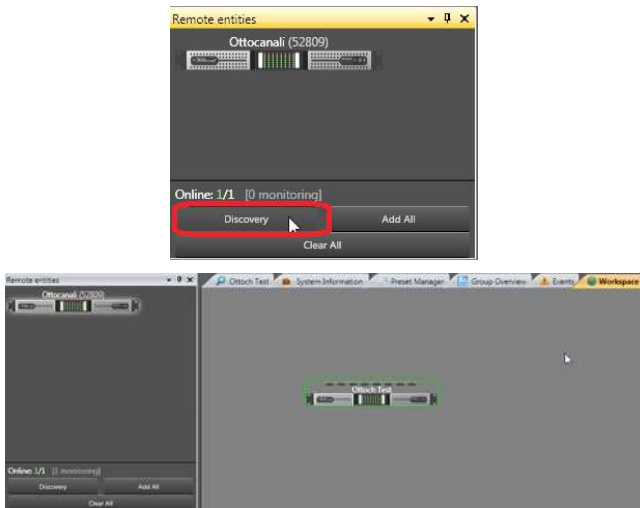 Remote entities
Ottocanali (52809)
Online: 1/1 [0 monitoring]
Discovery Add All
Clear All
Remote entities
Ottocanali (52809)
Ottoch Test System Information Preset Manager Group Overview Events Workspace
Ottoch Test
Online: 1/1 [0 monitoring]
Discovery Add All
Clear All